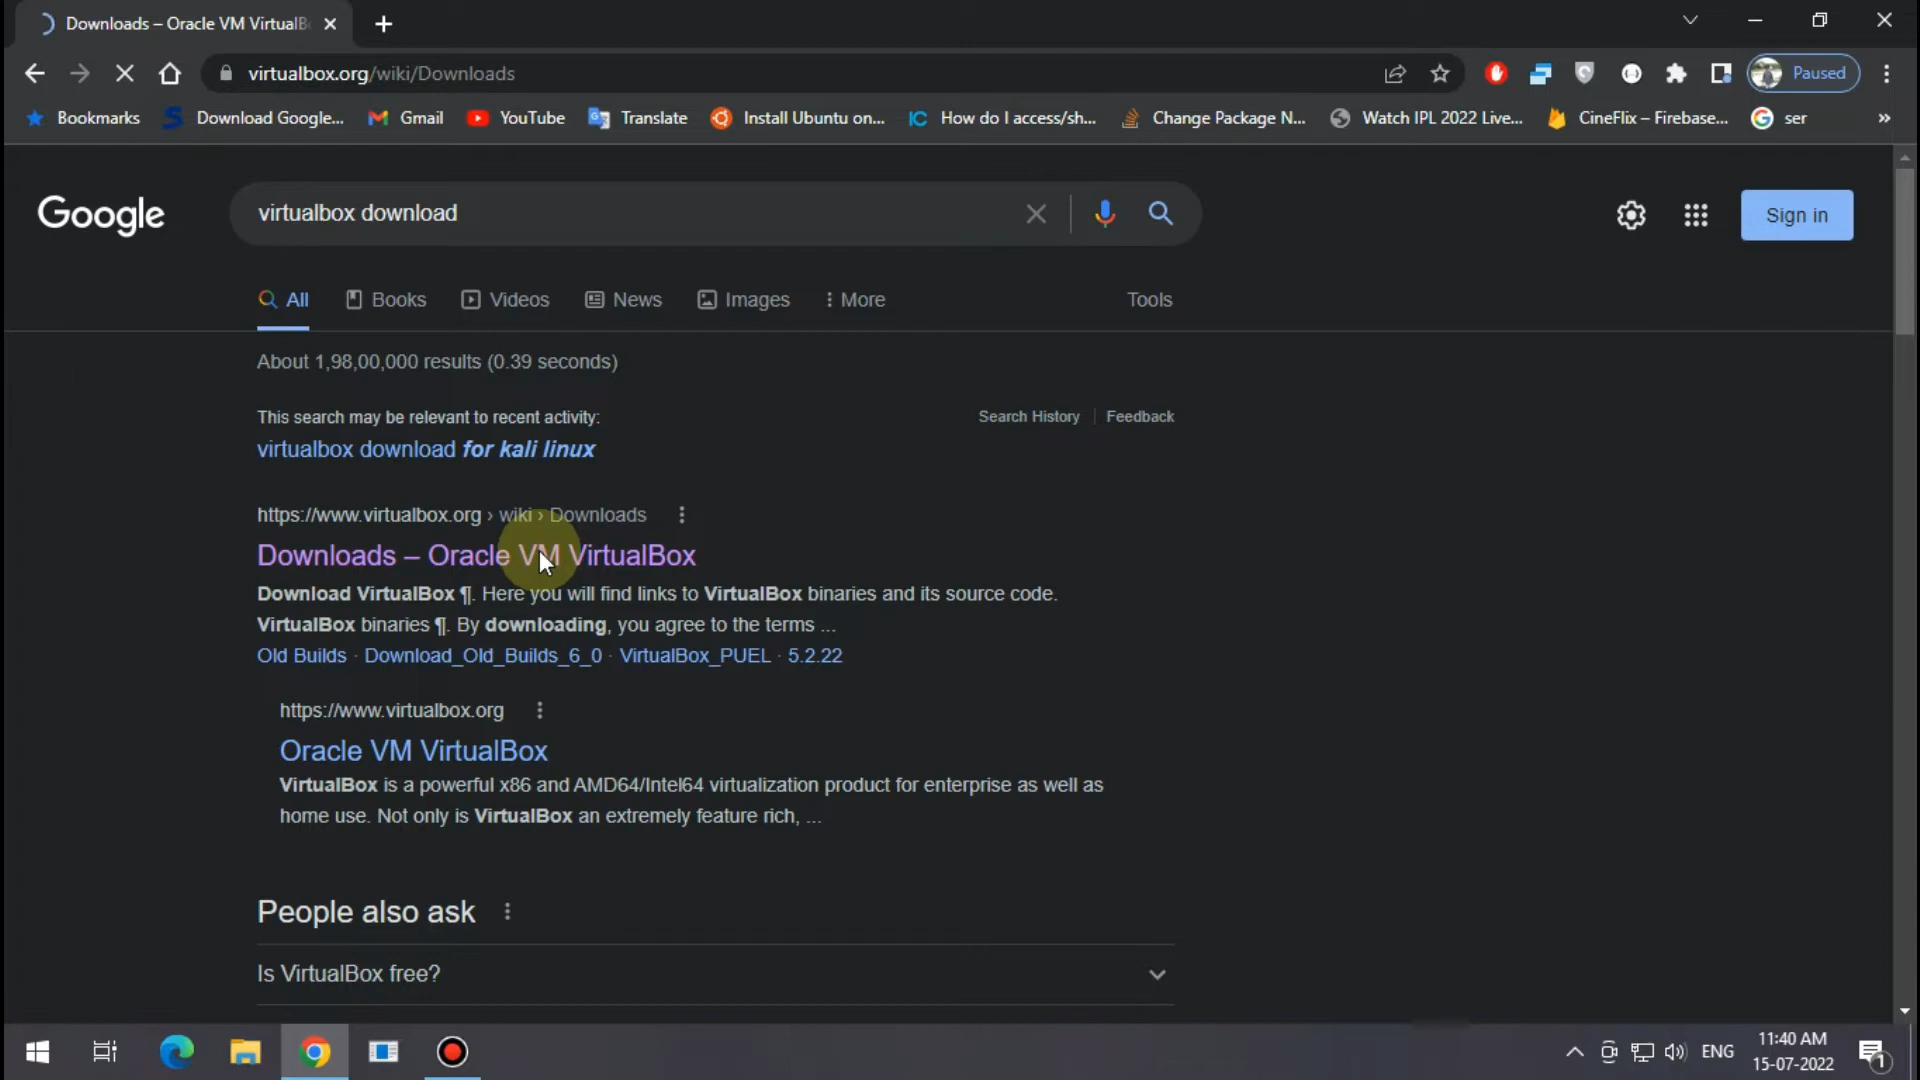 Downloads – Oracle VM VirtualB
virtualbox.org/wiki/Downloads
Paused
Bookmarks
Download Google...
Gmail
YouTube
Translate
Install Ubuntu on...
IC
How do I access/sh...
Change Package N...
Watch IPL 2022 Live...
CineFlix – Firebase...
ser
»
Google
virtualbox download
Sign in
All
Books
Videos
News
Images
More
Tools
About 1,98,00,000 results (0.39 seconds)
This search may be relevant to recent activity:
Search History
Feedback
virtualbox download for kali linux
https://www.virtualbox.org › wiki › Downloads
Downloads – Oracle VM VirtualBox
Download VirtualBox ¶. Here you will find links to VirtualBox binaries and its source code.
VirtualBox binaries ¶. By downloading, you agree to the terms ...
Old Builds · Download_Old_Builds_6_0 · VirtualBox_PUEL · 5.2.22
https://www.virtualbox.org
Oracle VM VirtualBox
VirtualBox is a powerful x86 and AMD64/Intel64 virtualization product for enterprise as well as
home use. Not only is VirtualBox an extremely feature rich, ...
People also ask
Is VirtualBox free?
ENG
11:40 AM
15-07-2022
1